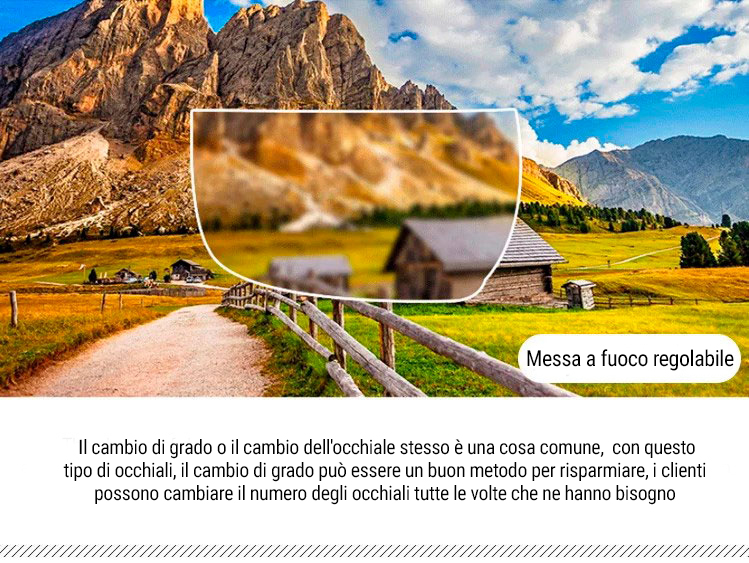 Messa a fuoco regolabile
Il cambio di grado o il cambio dell'occhiale stesso è una cosa comune, con questo
tipo di occhiali, il cambio di grado può essere un buon metodo per risparmiare, i clienti
possono cambiare il numero degli occhiali tutte le volte che ne hanno bisogno